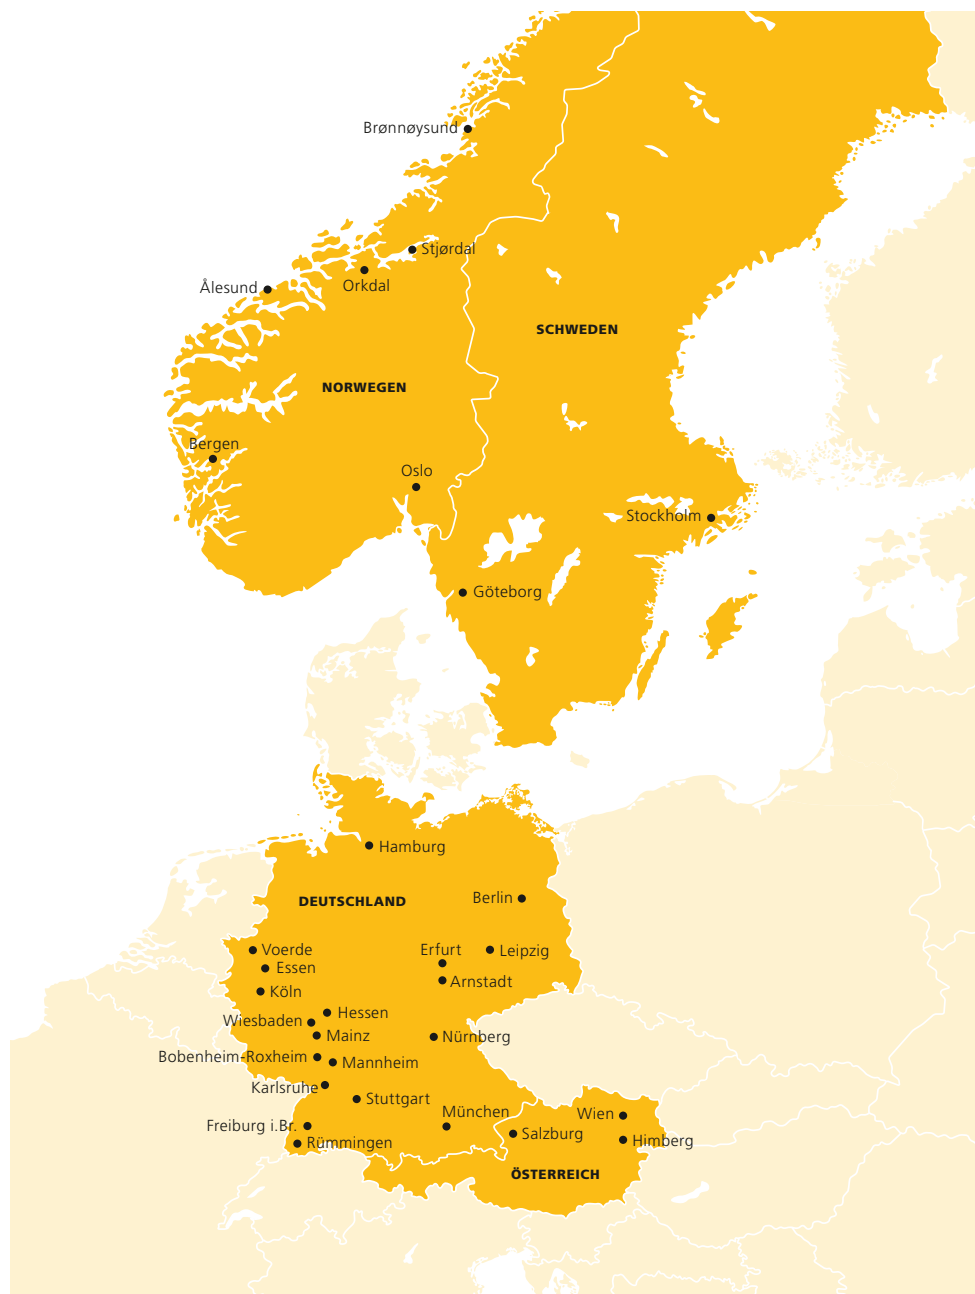 Brønnøysund
Stjørdal
Orkdal
Ålesund
SCHWEDEN
NORWEGEN
Bergen
Oslo
Stockholm
Göteborg
Hamburg
Berlin
DEUTSCHLAND
Voerde
Erfurt
Leipzig
Essen
Arnstadt
Köln
Hessen
Wiesbaden
Mainz
Nürnberg
Bobenheim-Roxheim
Mannheim
Karlsruhe
Stuttgart
München
Wien
Freiburg i.Br.
Salzburg
Rümmingen
Himberg
ÖSTERREICH